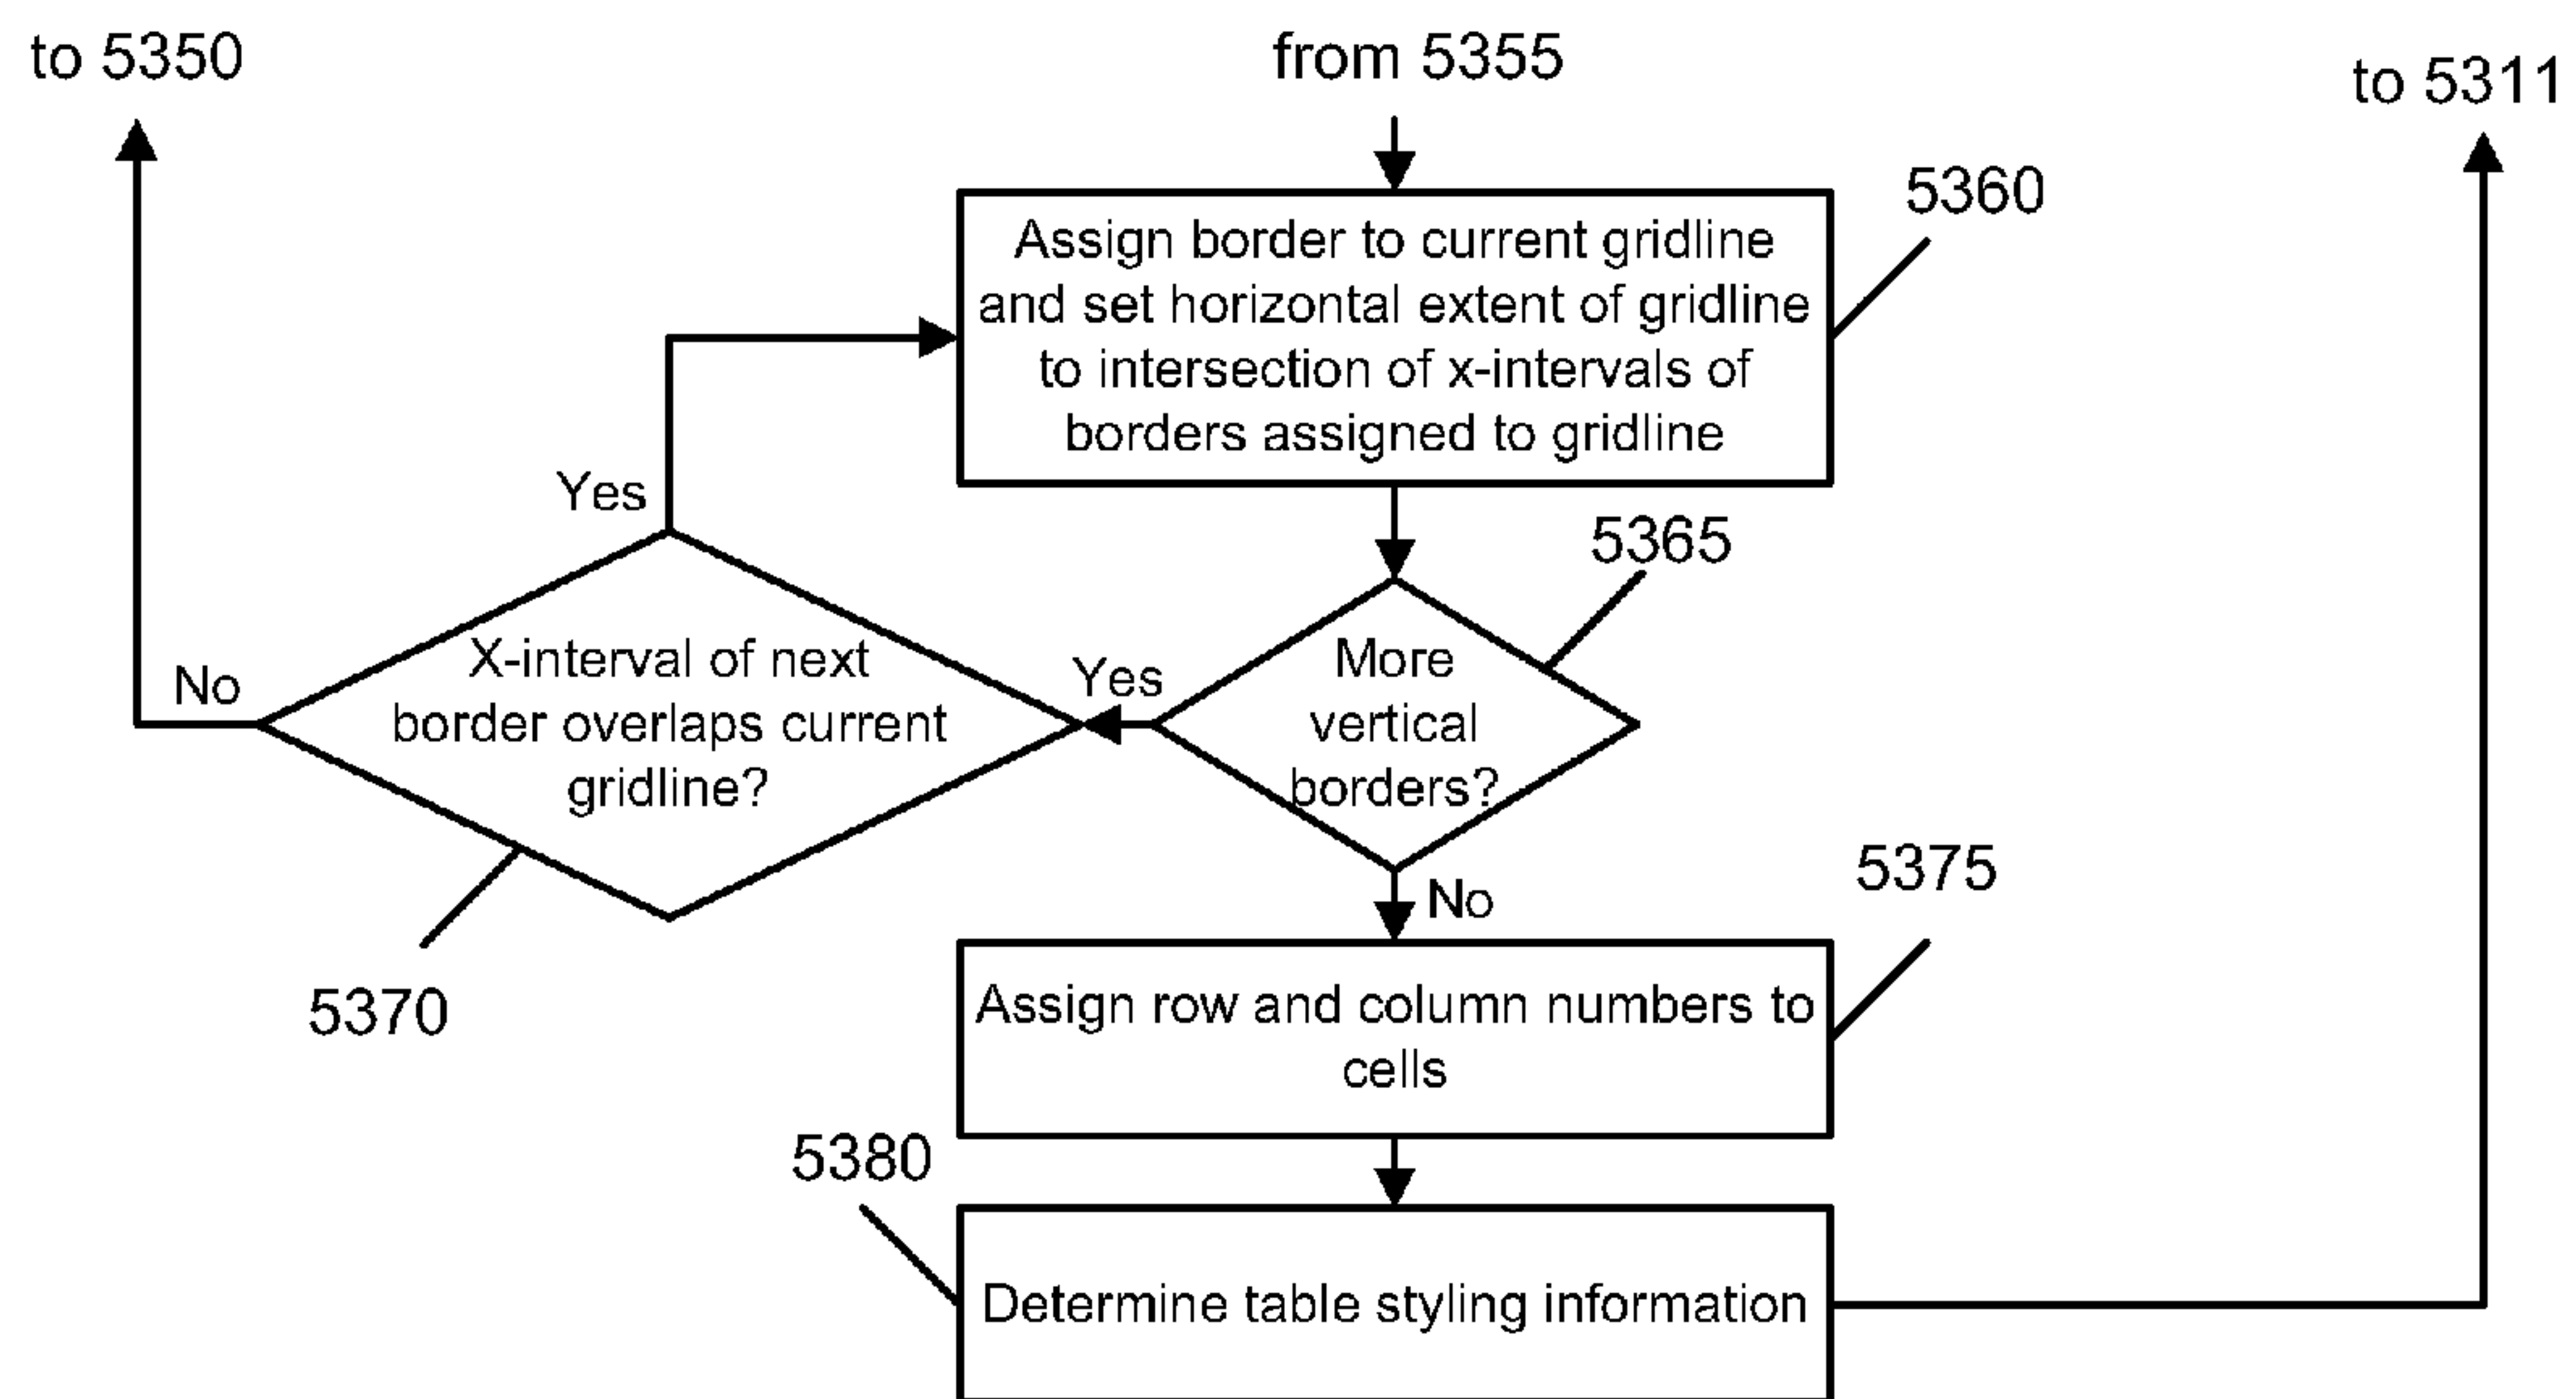 to 5350
from 5355
to 5311
5360
Assign border to current gridline
and set horizontal extent of gridline
to intersection of x-intervals of
borders assigned to gridline
Yes
5365
X-interval of next
border overlaps current
gridline?
No
Yes
More
vertical
borders?
5370
No
5375
Assign row and column numbers to
cells
5380
Determine table styling information